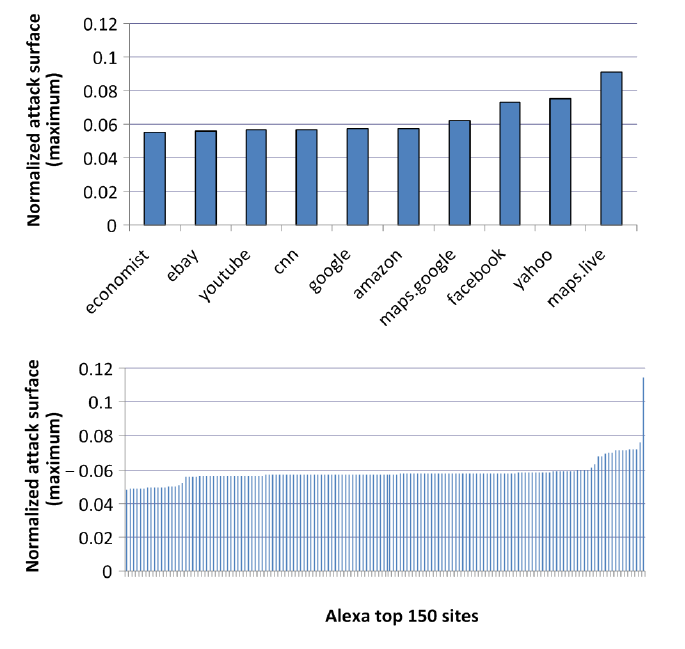 Normalized attack surface
(maximum)
0.12
0.1
0.08
0.06
0.04
0.02
0
economist
ebay
youtube
cnn
google
amazon
maps.google
facebook
yahoo
maps.live
Normalized attack surface
(maximum)
0.12
0.1
0.08
0.06
0.04
0.02
0
Alexa top 150 sites